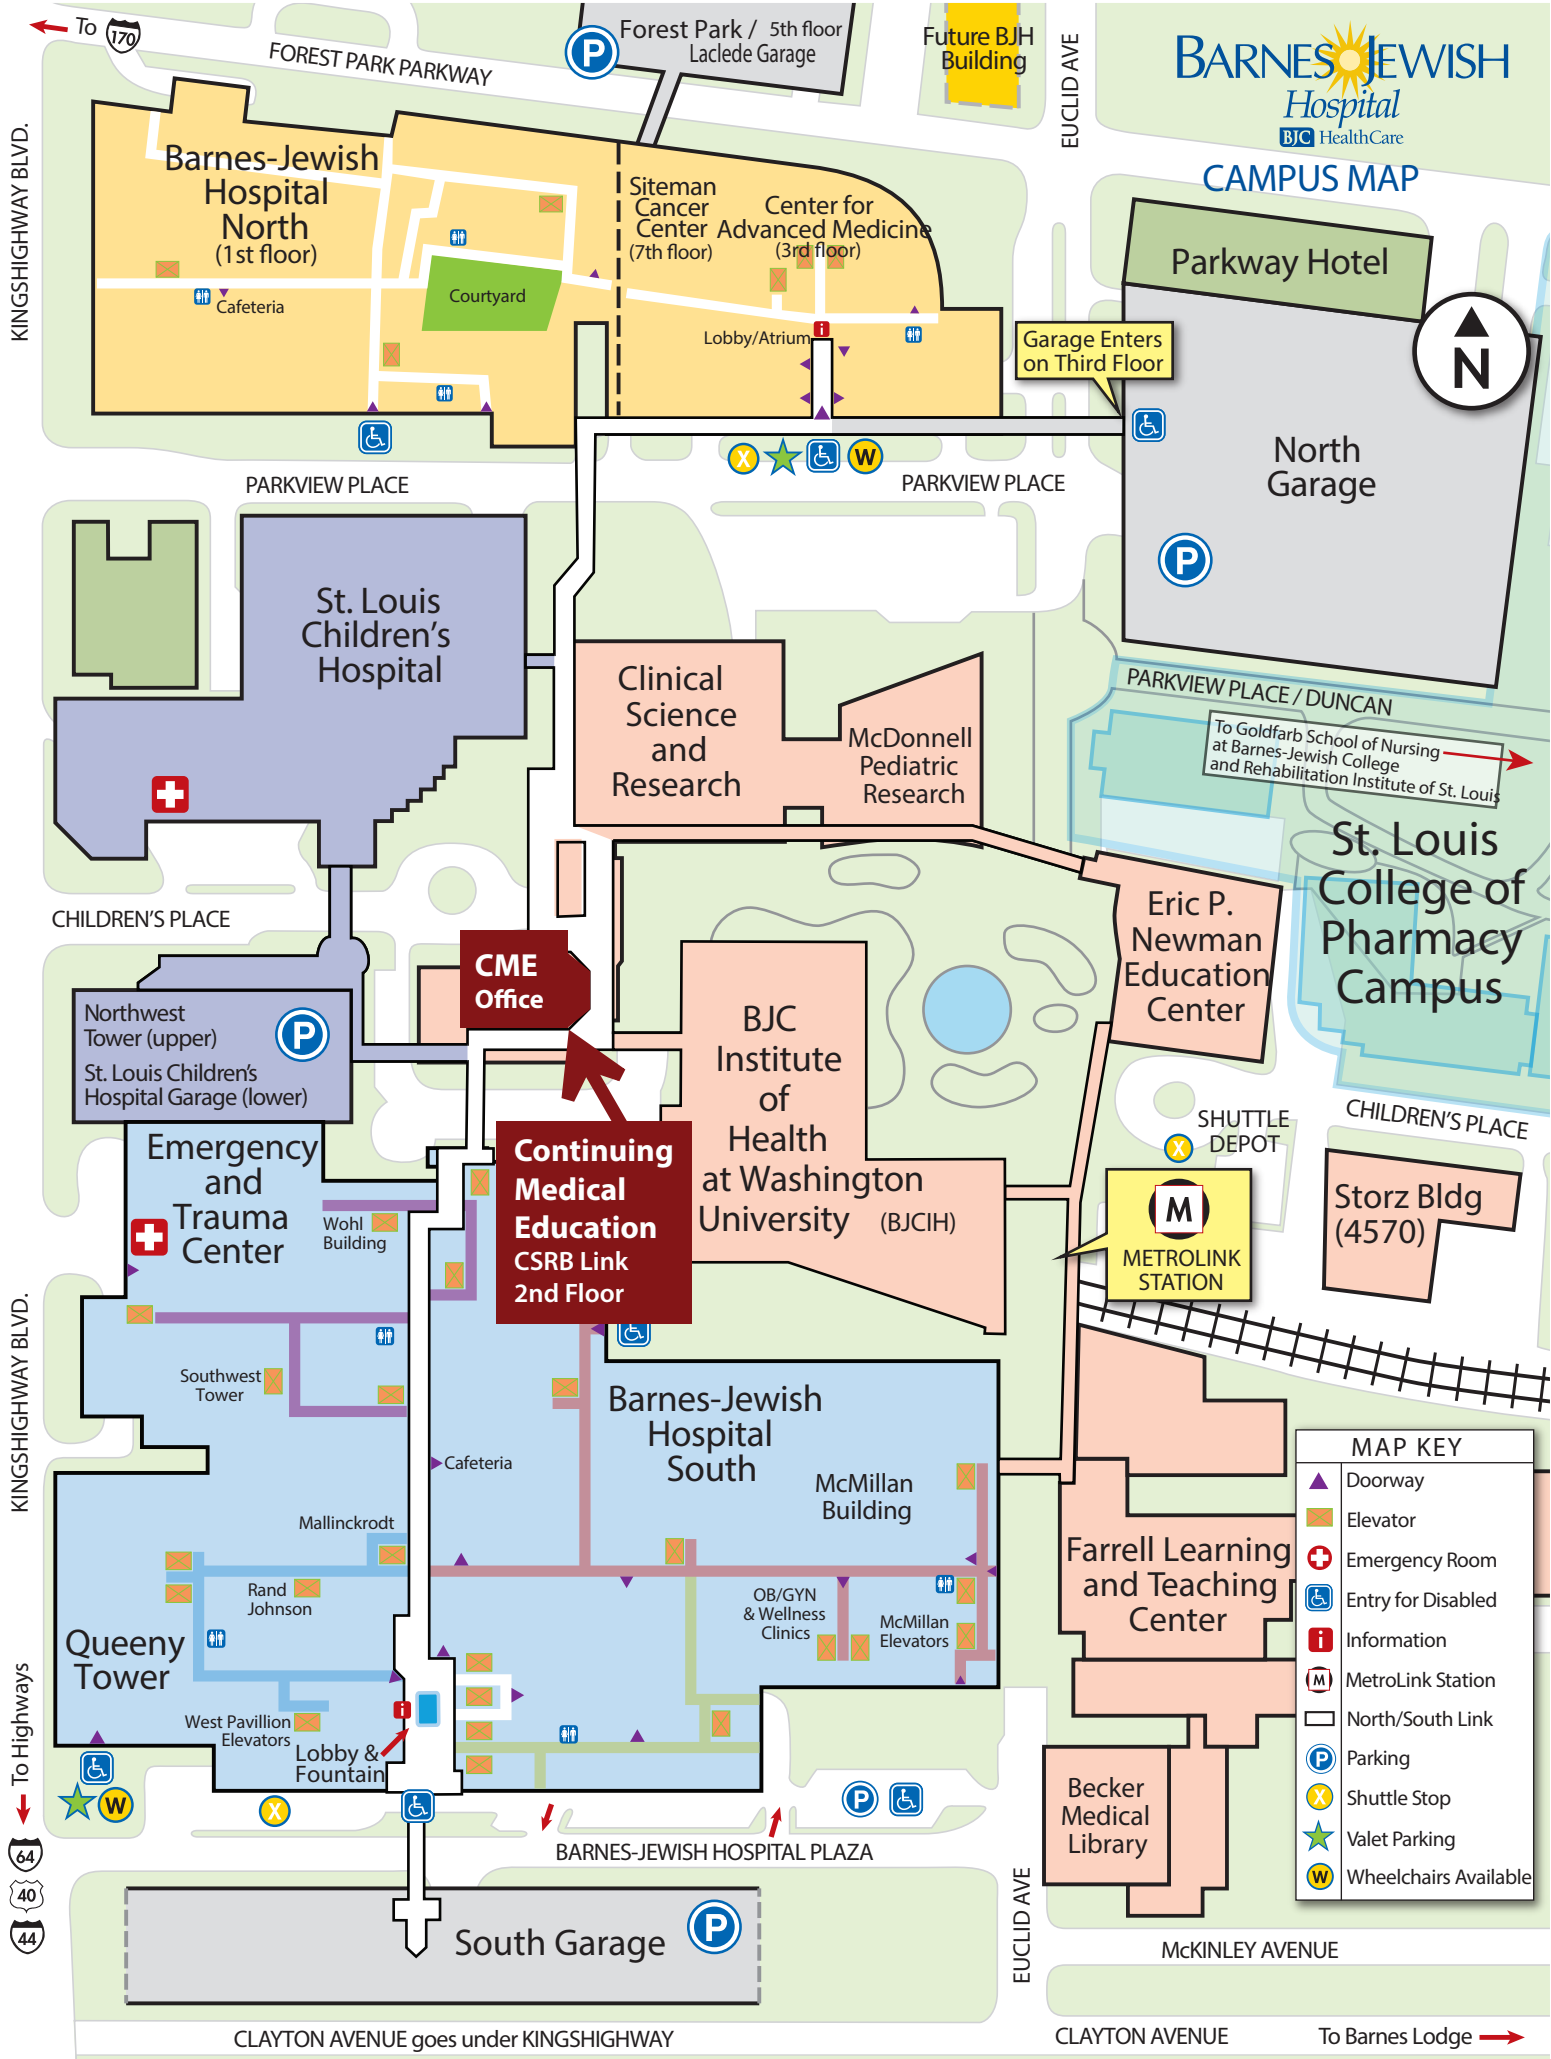 To 170
FOREST PARK PARKWAY
P
Forest Park / 5th floor
Laclede Garage
Future BJH
Building
EUCLID AVE
BARNES JEWISH
Hospital
BJC HealthCare
CAMPUS MAP
KINGSHIGHWAY BLVD.
Barnes-Jewish
Hospital
North
(1st floor)
Cafeteria
Courtyard
Siteman
Cancer
Center
(7th floor)
Center for
Advanced Medicine
(3rd floor)
Lobby/Atrium
i
Parkway Hotel
N
Garage Enters
on Third Floor
North
Garage
P
X
W
PARKVIEW PLACE
PARKVIEW PLACE
St. Louis
Children's
Hospital
Clinical
Science
and
Research
McDonnell
Pediatric
Research
PARKVIEW PLACE / DUNCAN
To Goldfarb School of Nursing
at Barnes-Jewish College
and Rehabilitation Institute of St. Louis
St. Louis
College of
Pharmacy
Campus
CHILDREN'S PLACE
Eric P.
Newman
Education
Center
CME
Office
Northwest
Tower (upper)
St. Louis Children's
Hospital Garage (lower)
P
BJC
Institute
of
Health
at Washington
University (BJCIH)
Continuing
Medical
Education
CSRB Link
2nd Floor
CHILDREN'S PLACE
SHUTTLE
DEPOT
X
M
METROLINK
STATION
Storz Bldg
(4570)
Emergency
and
Trauma
Center
Wohl
Building
KINGSHIGHWAY BLVD.
Southwest
Tower
Cafeteria
Barnes-Jewish
Hospital
South
McMillan
Building
Mallinckrodt
Rand
Johnson
OB/GYN
& Wellness
Clinics
McMillan
Elevators
Queeny
Tower
West Pavillion
Elevators
i
Lobby &
Fountain
Farrell Learning
and Teaching
Center
MAP KEY
Doorway
Elevator
Emergency Room
Entry for Disabled
i Information
M MetroLink Station
North/South Link
P Parking
X Shuttle Stop
Valet Parking
W Wheelchairs Available
To Highways
64
40
44
W
X
P
BARNES-JEWISH HOSPITAL PLAZA
Becker
Medical
Library
EUCLID AVE
South Garage
P
McKINLEY AVENUE
CLAYTON AVENUE goes under KINGSHIGHWAY
CLAYTON AVENUE
To Barnes Lodge